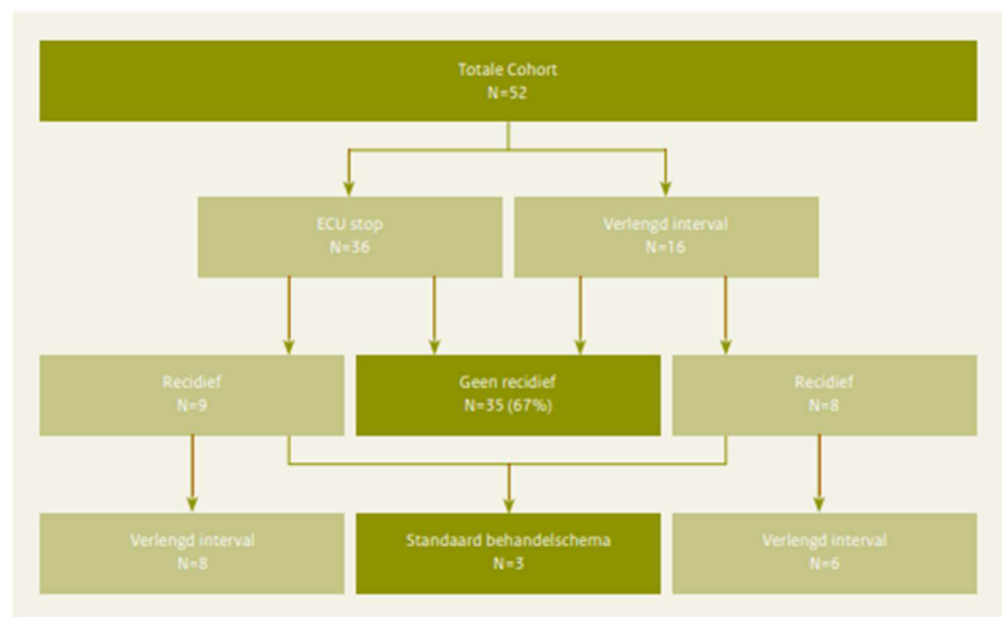 Totale Cohort
N=52
ECU stop
N=36
Verlengd interval
N=16
Recidief
N=9
Geen recidief
N=35 (67%)
Recidief
N=8
Verlengd interval
N=8
Standaard behandelschema
N=3
Verlengd interval
N=6